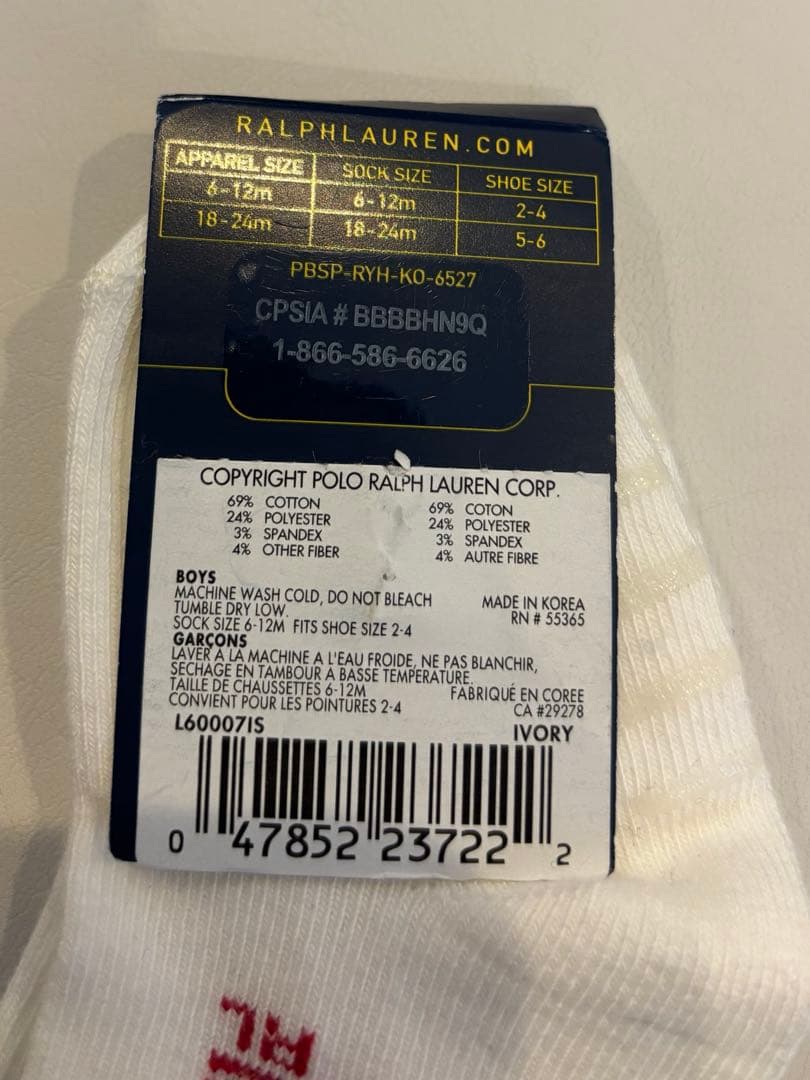 RALPHLAUREN.COM
APPAREL SIZE SOCK SIZE SHOE SIZE
6-12m 6-12m 2-4
18-24m 18-24m 5-6
PBSP-RYH-KO-6527
CPSIA # BBBBHN9Q
1-866-586-6626
COPYRIGHT POLO RALPH LAUREN CORP.
69% COTTON 69% COTON
24% POLYESTER 24% POLYESTER
3% SPANDEX 3% SPANDEX
4% OTHER FIBER 4% AUTRE FIBRE
BOYS
MACHINE WASH COLD, DO NOT BLEACH MADE IN KOREA
TUMBLE DRY LOW. RN # 55365
SOCK SIZE 6-12M FITS SHOE SIZE 2-4
GARÇONS
LAVER A LA MACHINE A L'EAU FROIDE, NE PAS BLANCHIR,
SECHAGE EN TAMBOUR A BASSE TEMPERATURE.
TAILLE DE CHAUSSETTES 6-12M FABRIQUÉ EN COREE
CONVIENT POUR LES POINTURES 2-4 CA #29278
L60007IS IVORY
0 47852 23722 2